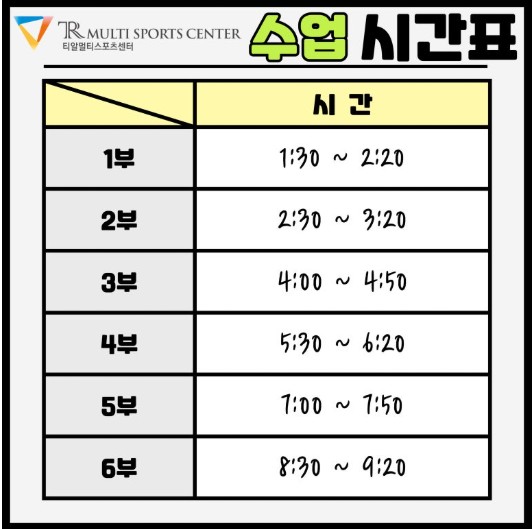 TR MULTI SPORTS CENTER
티알멀티스포츠센터
수업 시간표
시 간
1부 1:30 ~ 2:20
2부 2:30 ~ 3:20
3부 4:00 ~ 4:50
4부 5:30 ~ 6:20
5부 7:00 ~ 7:50
6부 8:30 ~ 9:20